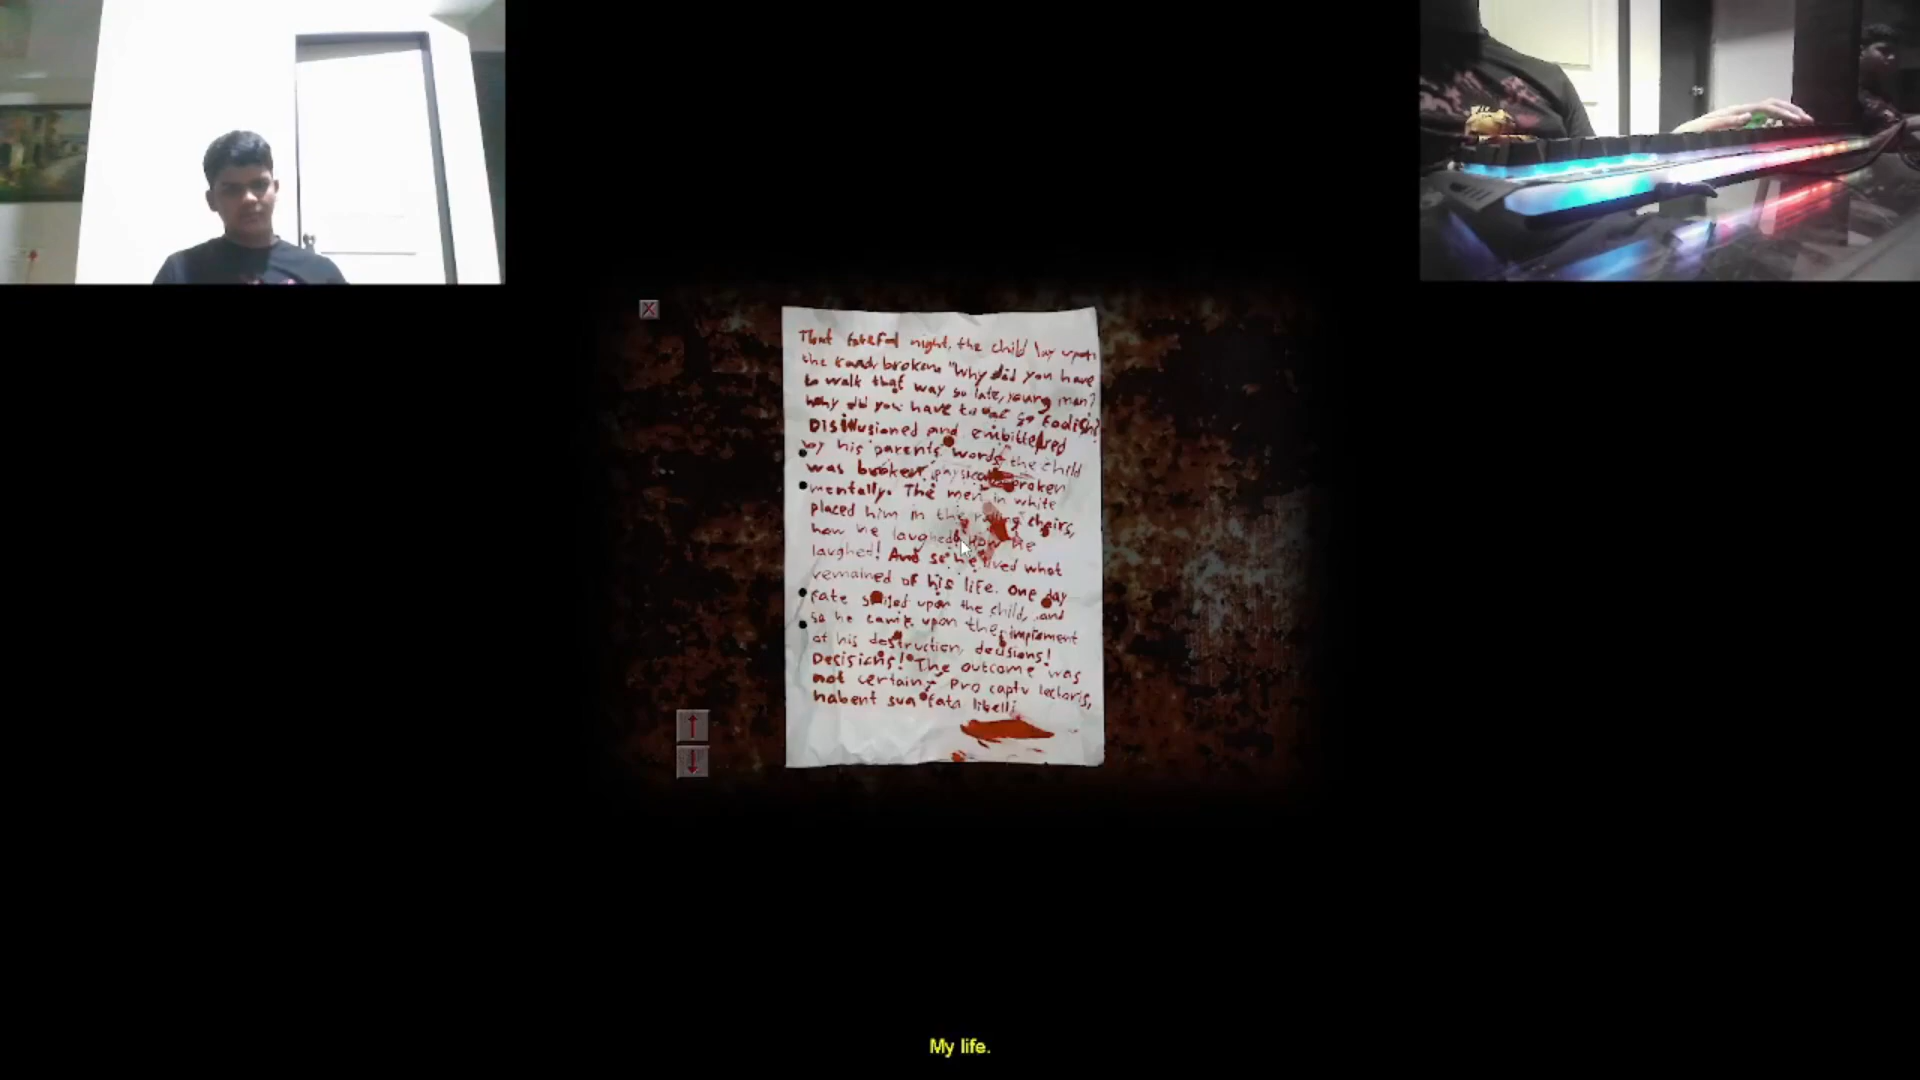 That fateful night, the child lay upon
the road, broken. "Why did you have
to walk that way so late, young man?
Why did you have to be so foolish?
Disillusioned and embittered
by his parents words the child
was broken, physically broken
mentally. The men in white
placed him in the rolling chairs,
how he laughed! How he
laughed! And so he lived what
remained of his life. One day
fate smiled upon the child, and
so he came upon the implement
of his destruction, decisions!
Decisions! The outcome was
not certain- Pro captu lectoris,
habent sua fata libelli
My life.